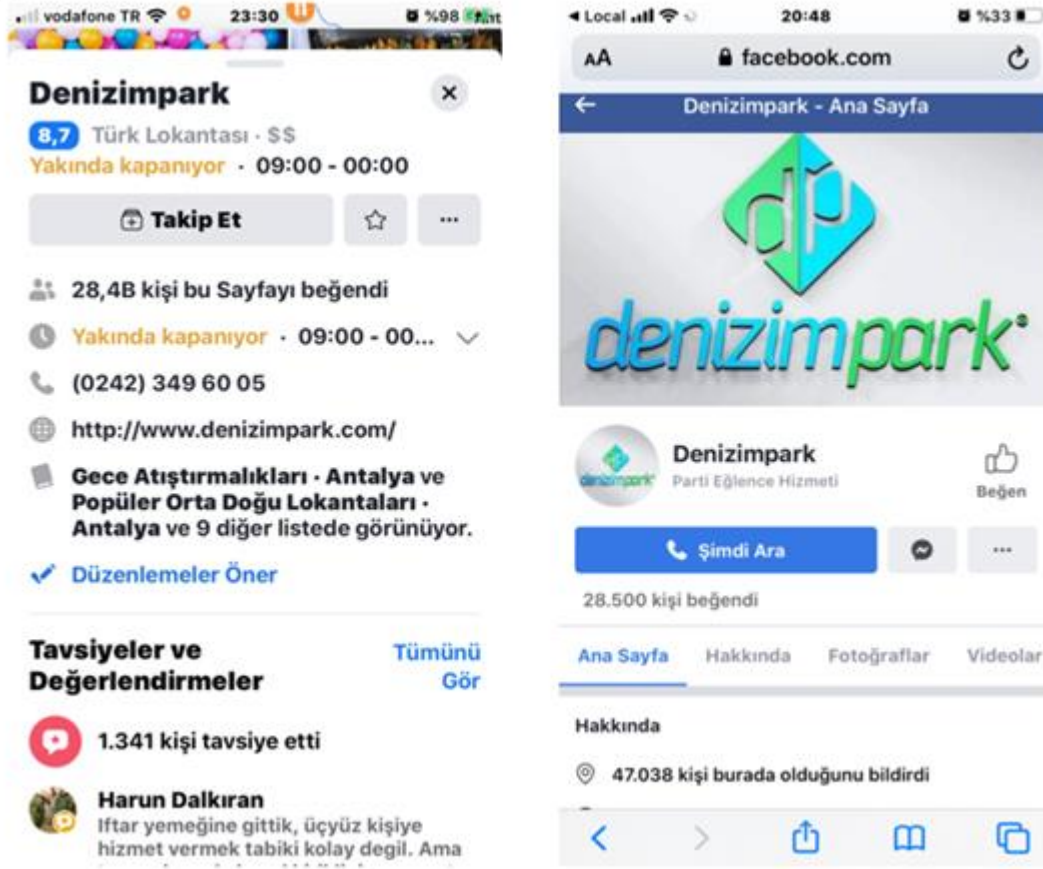 vodafone TR 23:30 %98
Denizimpark
8,7 Türk Lokantası · $$
Yakında kapanıyor · 09:00 - 00:00
Takip Et
28,4B kişi bu Sayfayı beğendi
Yakında kapanıyor · 09:00 - 00...
(0242) 349 60 05
http://www.denizimpark.com/
Gece Atıştırmalıkları · Antalya ve
Popüler Orta Doğu Lokantaları ·
Antalya ve 9 diğer listede görünüyor.
Düzenlemeler Öner
Tavsiyeler ve
Değerlendirmeler
Tümünü
Gör
1.341 kişi tavsiye etti
Harun Dalkıran
Iftar yemeğine gittik, üçyüz kişiye
hizmet vermek tabiki kolay degil. Ama
Local 20:48 %33
AA facebook.com
Denizimpark - Ana Sayfa
dp
denizimpark
denizimpark
Denizimpark
Parti Eğlence Hizmeti
Beğen
Şimdi Ara
28.500 kişi beğendi
Ana Sayfa Hakkında Fotoğraflar Videolar
Hakkında
47.038 kişi burada olduğunu bildirdi